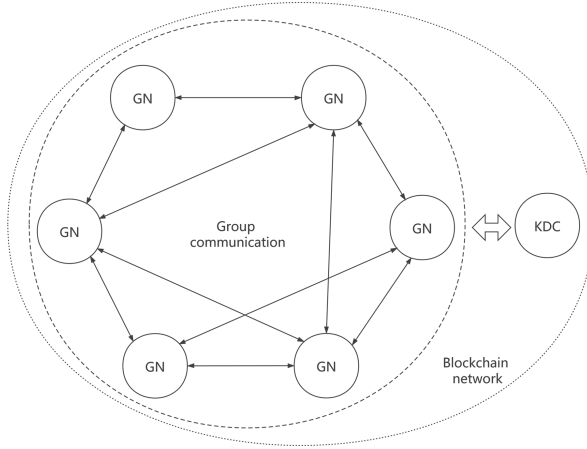 GN
GN
GN
Group
communication
GN
KDC
GN
GN
Blockchain
network